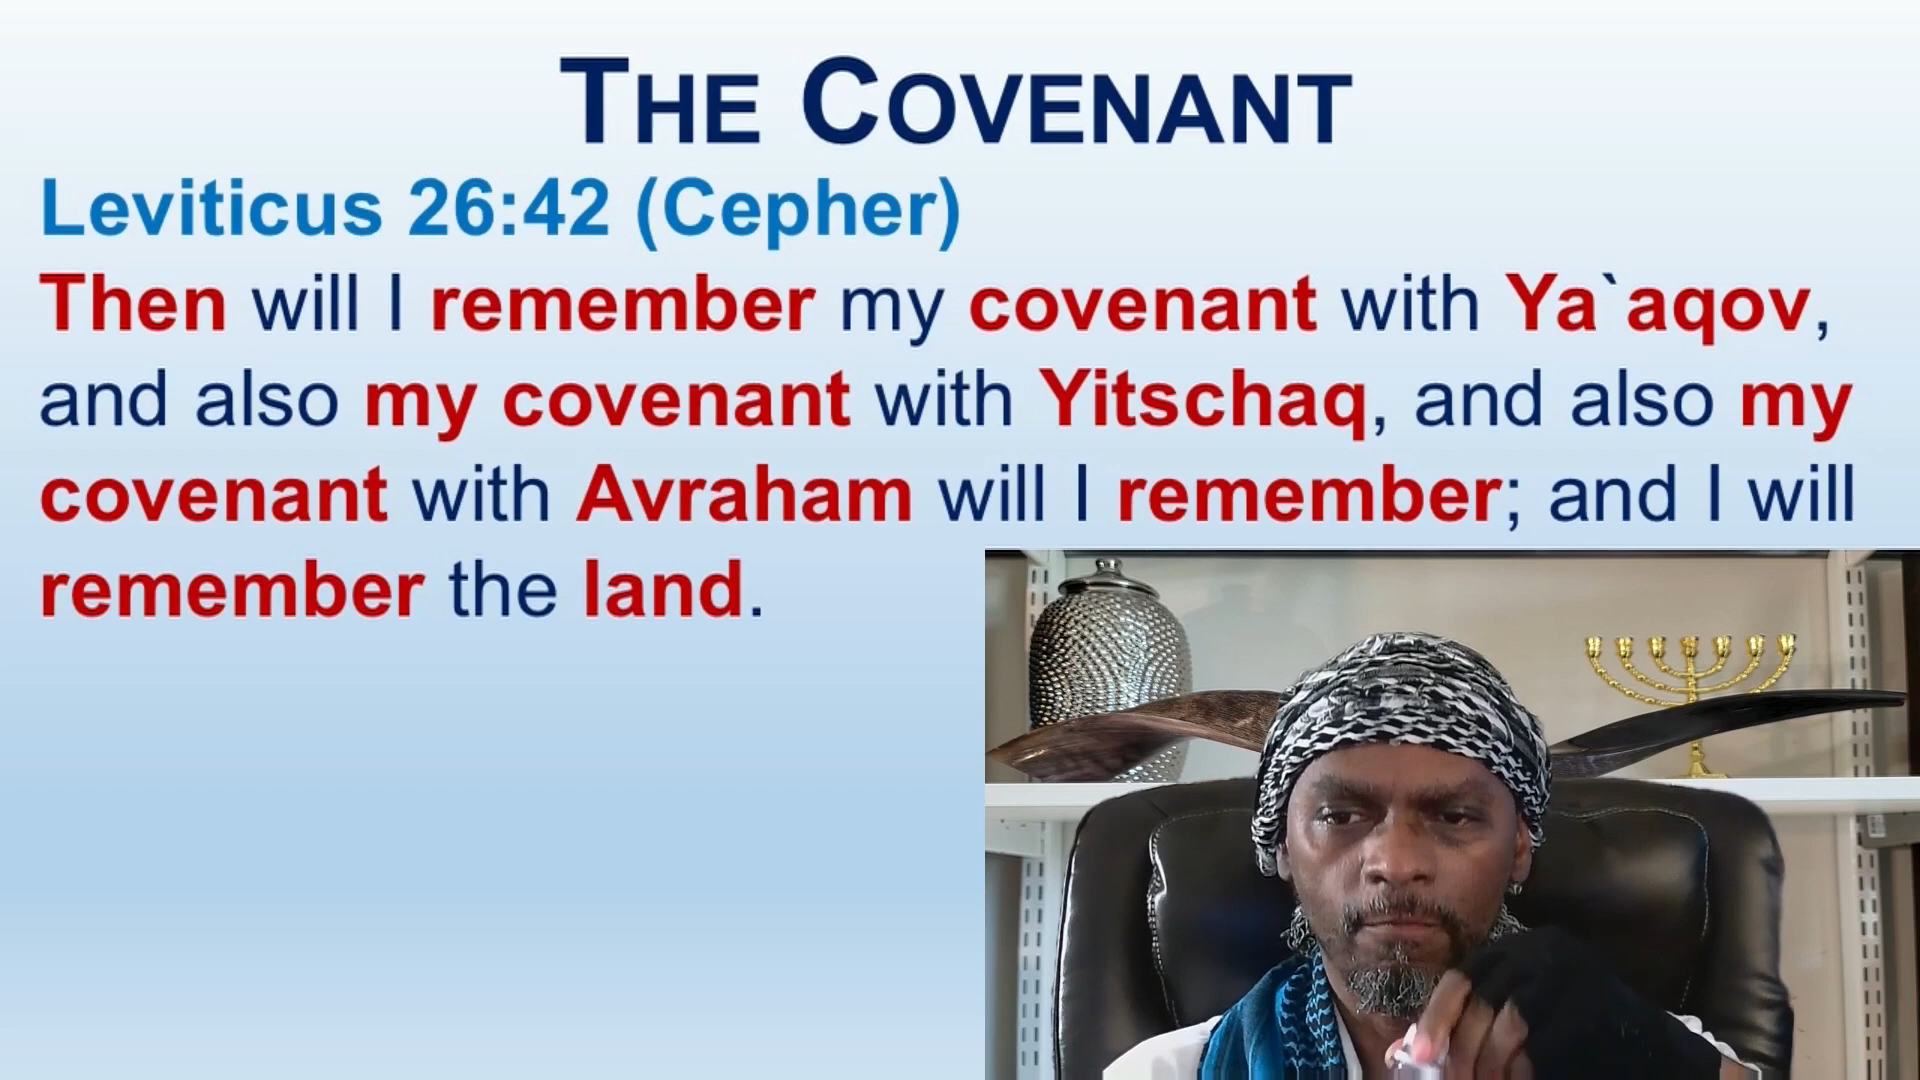 THE COVENANT
Leviticus 26:42 (Cepher)
Then will I remember my covenant with Ya`aqov,
and also my covenant with Yitschaq, and also my
covenant with Avraham will I remember; and I will
remember the land.